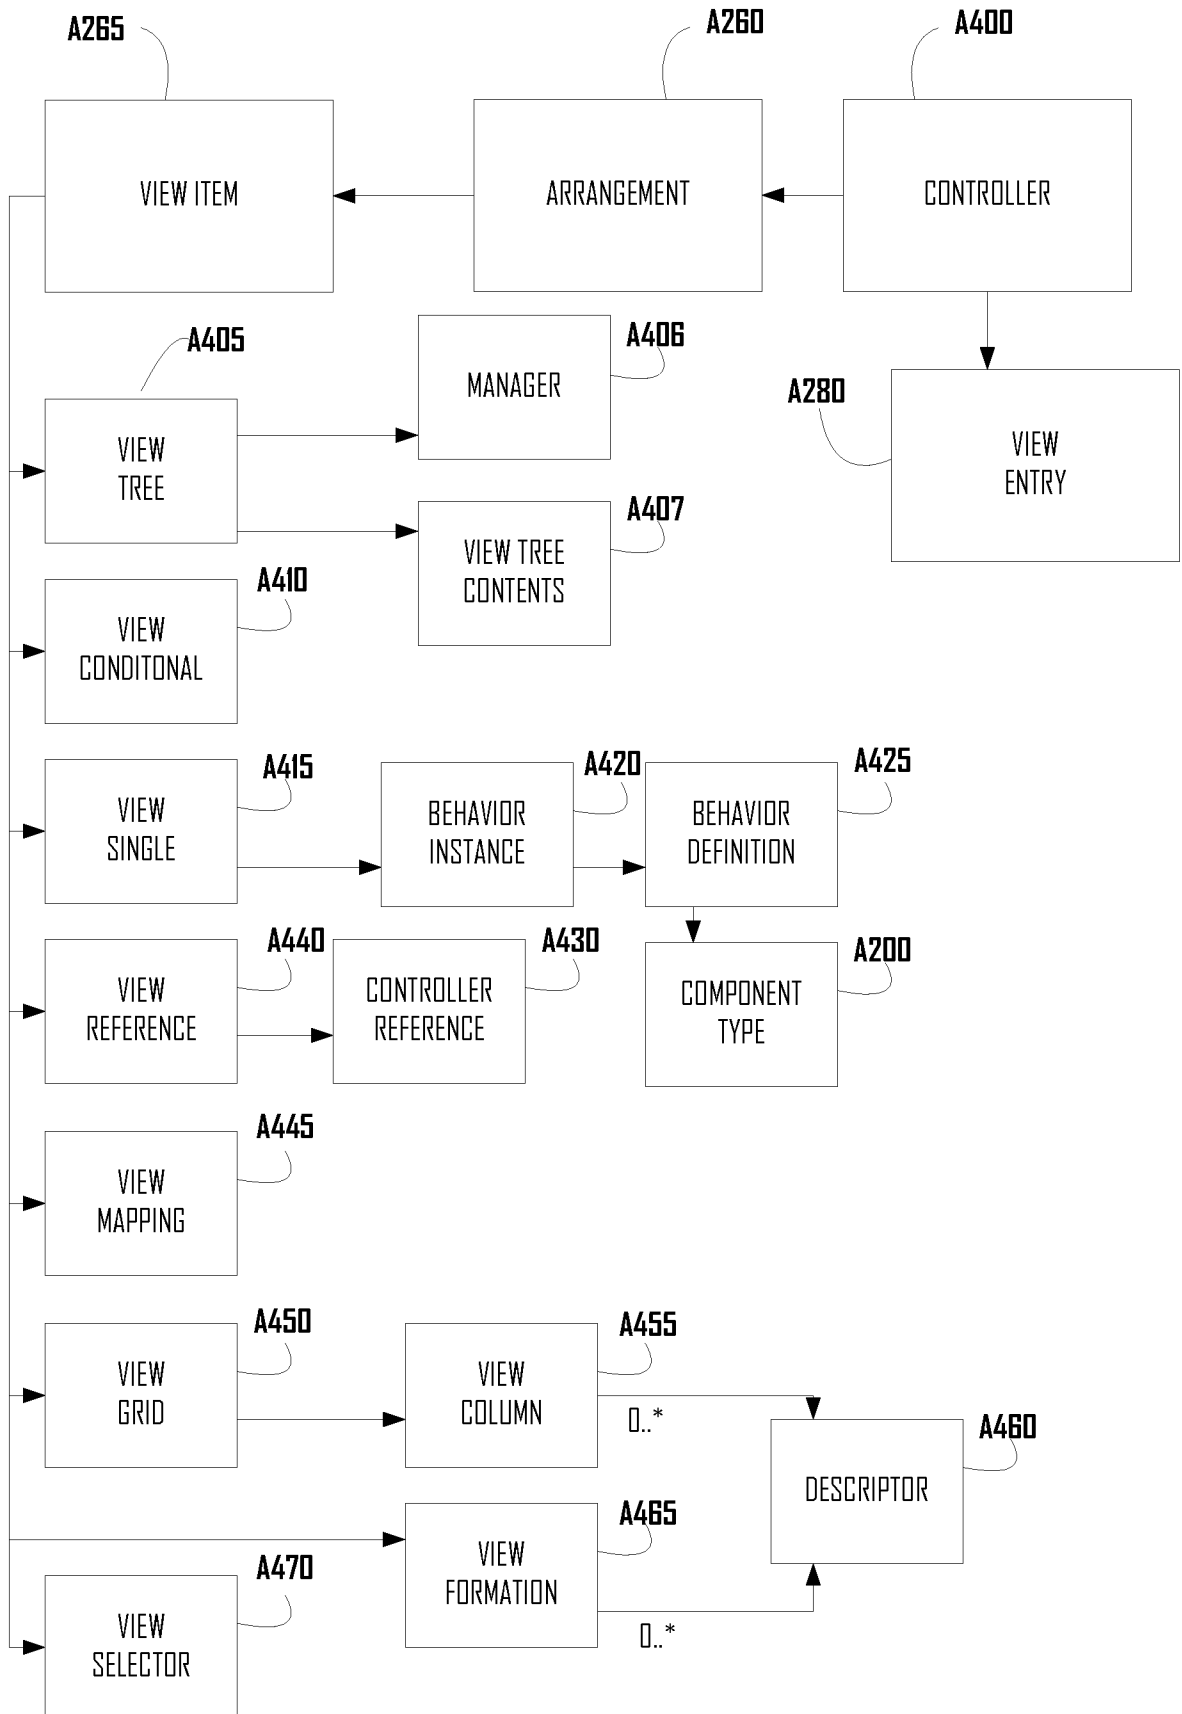 A265
A260
A400
VIEW ITEM
ARRANGEMENT
CONTROLLER
A405
A406
MANAGER
A280
VIEW
TREE
VIEW
ENTRY
A407
VIEW TREE
CONTENTS
A410
VIEW
CONDITONAL
A415
A420
A425
VIEW
SINGLE
BEHAVIOR
INSTANCE
BEHAVIOR
DEFINITION
A440
A430
A200
VIEW
REFERENCE
CONTROLLER
REFERENCE
COMPONENT
TYPE
A445
VIEW
MAPPING
A450
A455
VIEW
GRID
VIEW
COLUMN
0..*
A460
DESCRIPTOR
A465
VIEW
FORMATION
0..*
A470
VIEW
SELECTOR